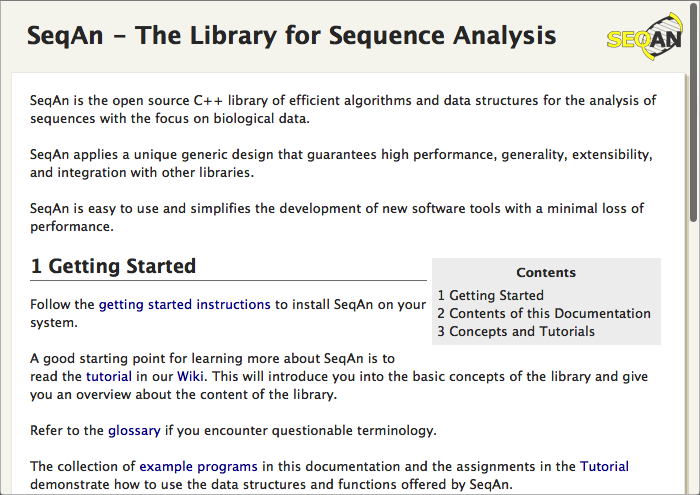 SeqAn - The Library for Sequence Analysis
SEQAN
SeqAn is the open source C++ library of efficient algorithms and data structures for the analysis of
sequences with the focus on biological data.
SeqAn applies a unique generic design that guarantees high performance, generality, extensibility,
and integration with other libraries.
SeqAn is easy to use and simplifies the development of new software tools with a minimal loss of
performance.
1 Getting Started
Contents
1 Getting Started
2 Contents of this Documentation
3 Concepts and Tutorials
Follow the getting started instructions to install SeqAn on your
system.
A good starting point for learning more about SeqAn is to
read the tutorial in our Wiki. This will introduce you into the basic concepts of the library and give
you an overview about the content of the library.
Refer to the glossary if you encounter questionable terminology.
The collection of example programs in this documentation and the assignments in the Tutorial
demonstrate how to use the data structures and functions offered by SeqAn.